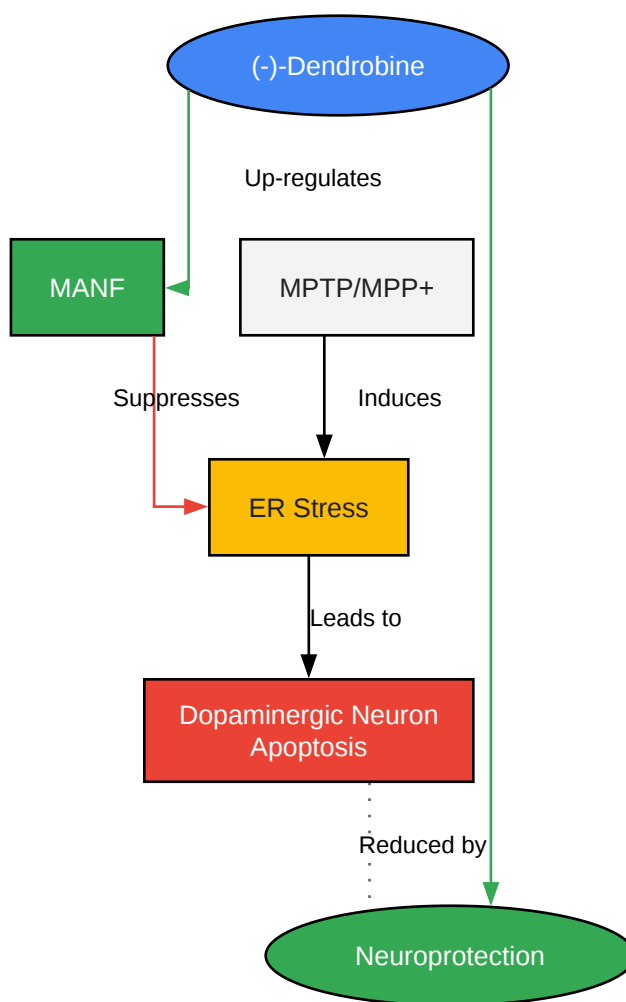 (-)-Dendrobine
Up-regulates
MANF
MPTP/MPP+
Suppresses
Induces
ER Stress
Leads to
Dopaminergic Neuron
Apoptosis
Reduced by
Neuroprotection